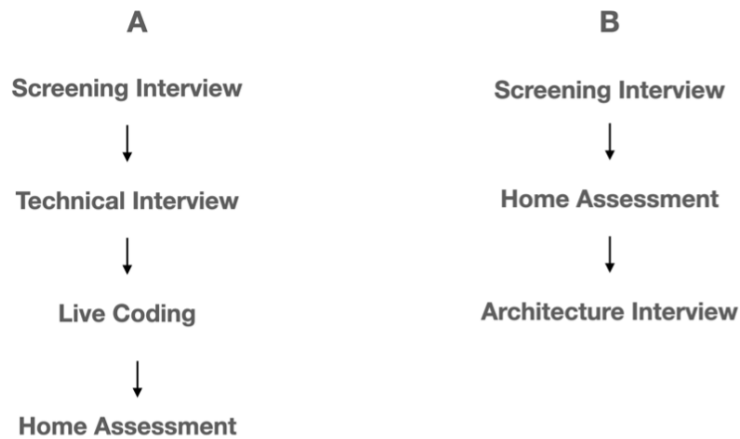 A
Screening Interview
Technical Interview
Live Coding
Home Assessment
B
Screening Interview
Home Assessment
Architecture Interview